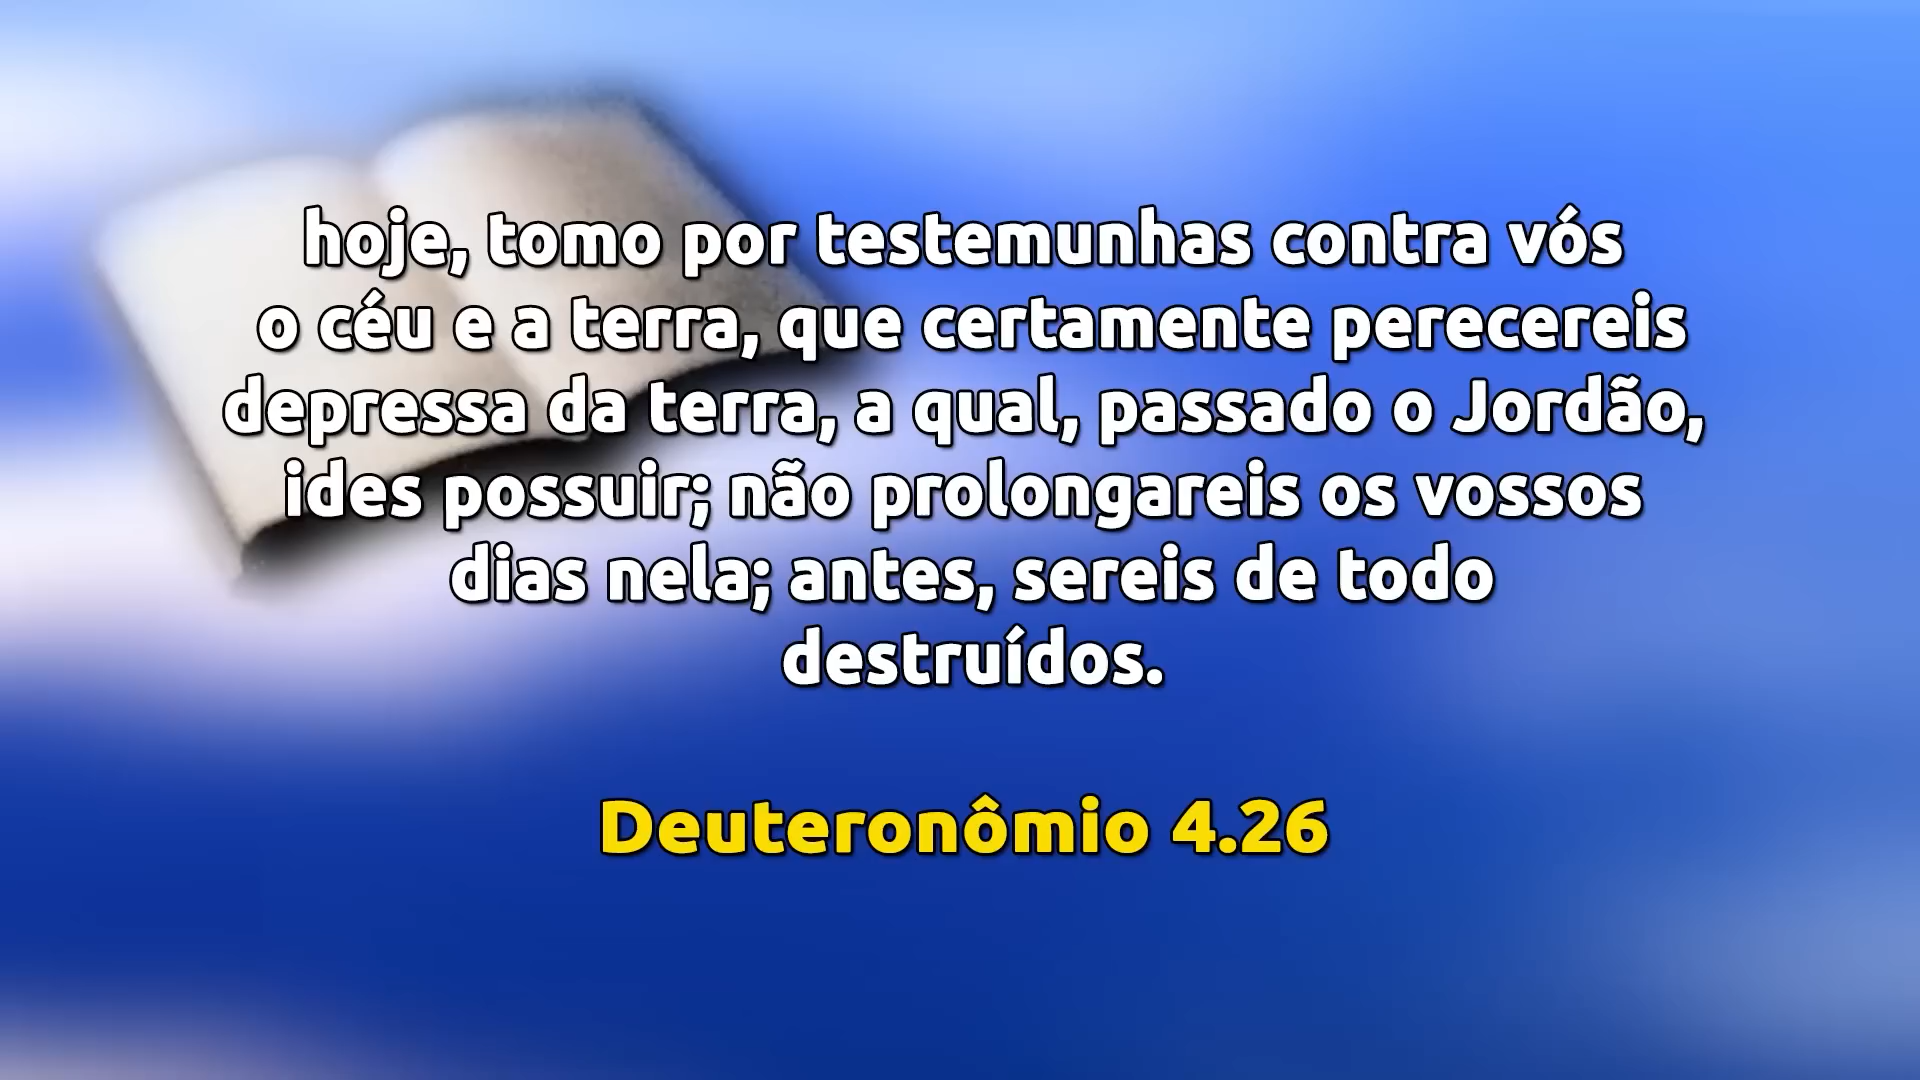 hoje, tomo por testemunhas contra vós
o céu e a terra, que certamente perecereis
depressa da terra, a qual, passado o Jordão,
ides possuir; não prolongareis os vossos
dias nela; antes, sereis de todo
destruídos.
Deuteronômio 4.26